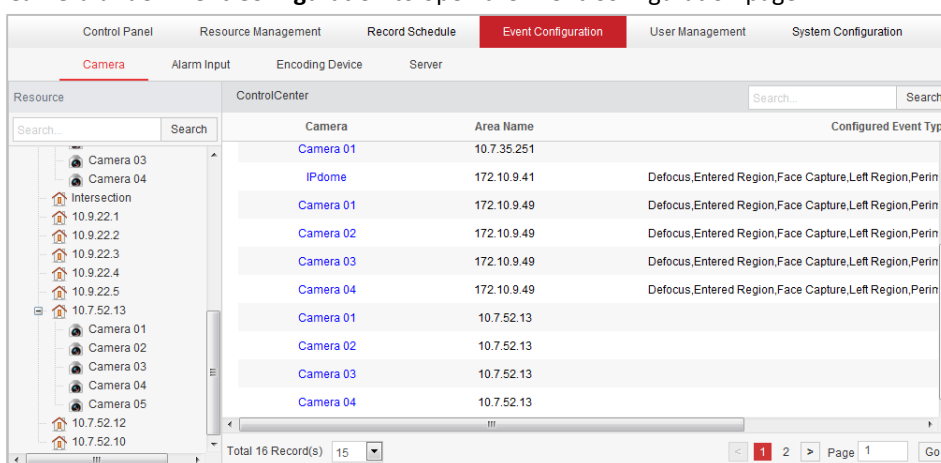 Control Panel Resource Management Record Schedule Event Configuration User Management System Configuration
Camera Alarm Input Encoding Device Server
Resource
Search... Search
Camera 03
Camera 04
Intersection
10.9.22.1
10.9.22.2
10.9.22.3
10.9.22.4
10.9.22.5
10.7.52.13
Camera 01
Camera 02
Camera 03
Camera 04
Camera 05
10.7.52.12
10.7.52.10
ControlCenter Search... Search
Camera Area Name Configured Event Typ
Camera 01 10.7.35.251
IPdome 172.10.9.41 Defocus,Entered Region,Face Capture,Left Region,Perim
Camera 01 172.10.9.49 Defocus,Entered Region,Face Capture,Left Region,Perim
Camera 02 172.10.9.49 Defocus,Entered Region,Face Capture,Left Region,Perim
Camera 03 172.10.9.49 Defocus,Entered Region,Face Capture,Left Region,Perim
Camera 04 172.10.9.49 Defocus,Entered Region,Face Capture,Left Region,Perim
Camera 01 10.7.52.13
Camera 02 10.7.52.13
Camera 03 10.7.52.13
Camera 04 10.7.52.13
Total 16 Record(s) 15 < 1 2 > Page 1 Go